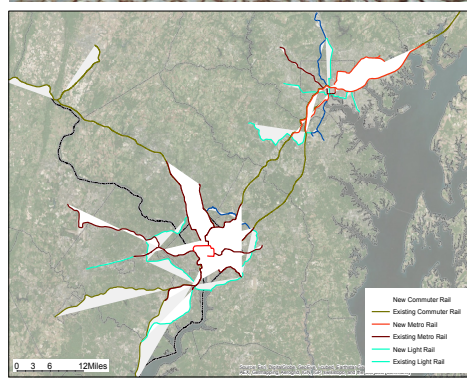 New Commuter Rail
Existing Commuter Rail
New Metro Rail
Existing Metro Rail
New Light Rail
Existing Light Rail
0 3 6 12Miles